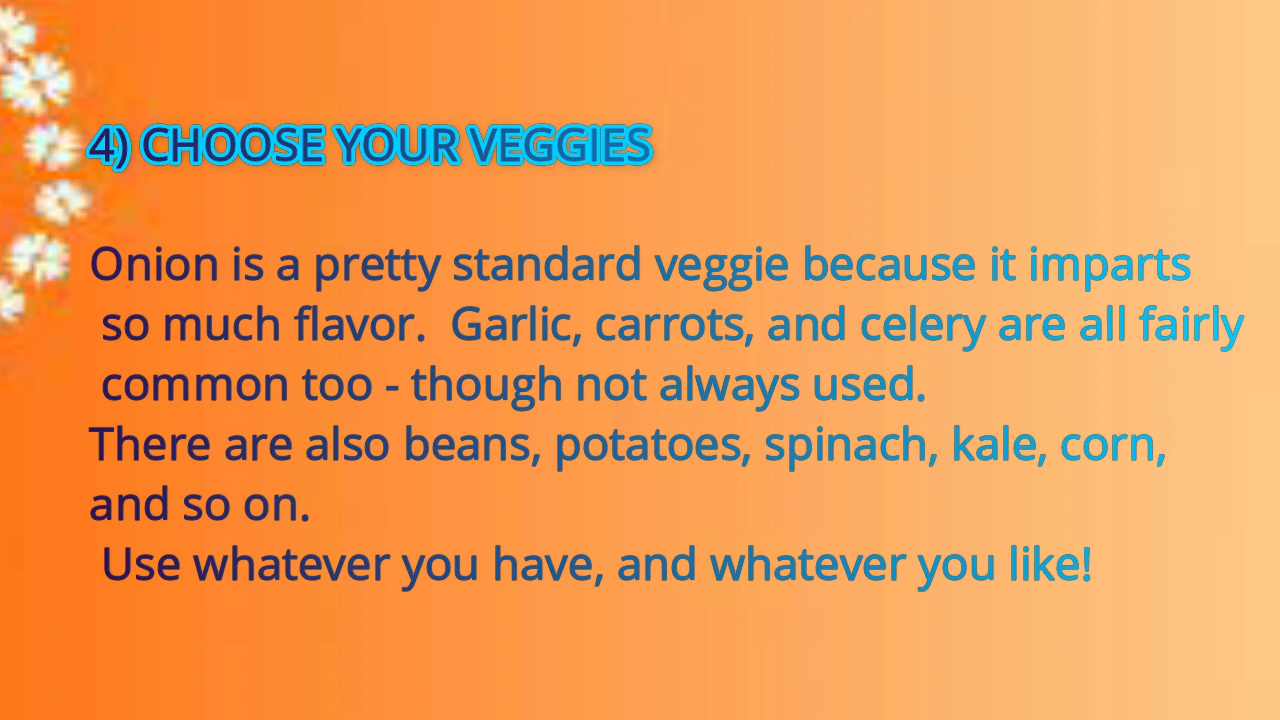 4) CHOOSE YOUR VEGGIES
Onion is a pretty standard veggie because it imparts
so much flavor.  Garlic, carrots, and celery are all fairly
common too - though not always used.
There are also beans, potatoes, spinach, kale, corn,
and so on.
Use whatever you have, and whatever you like!